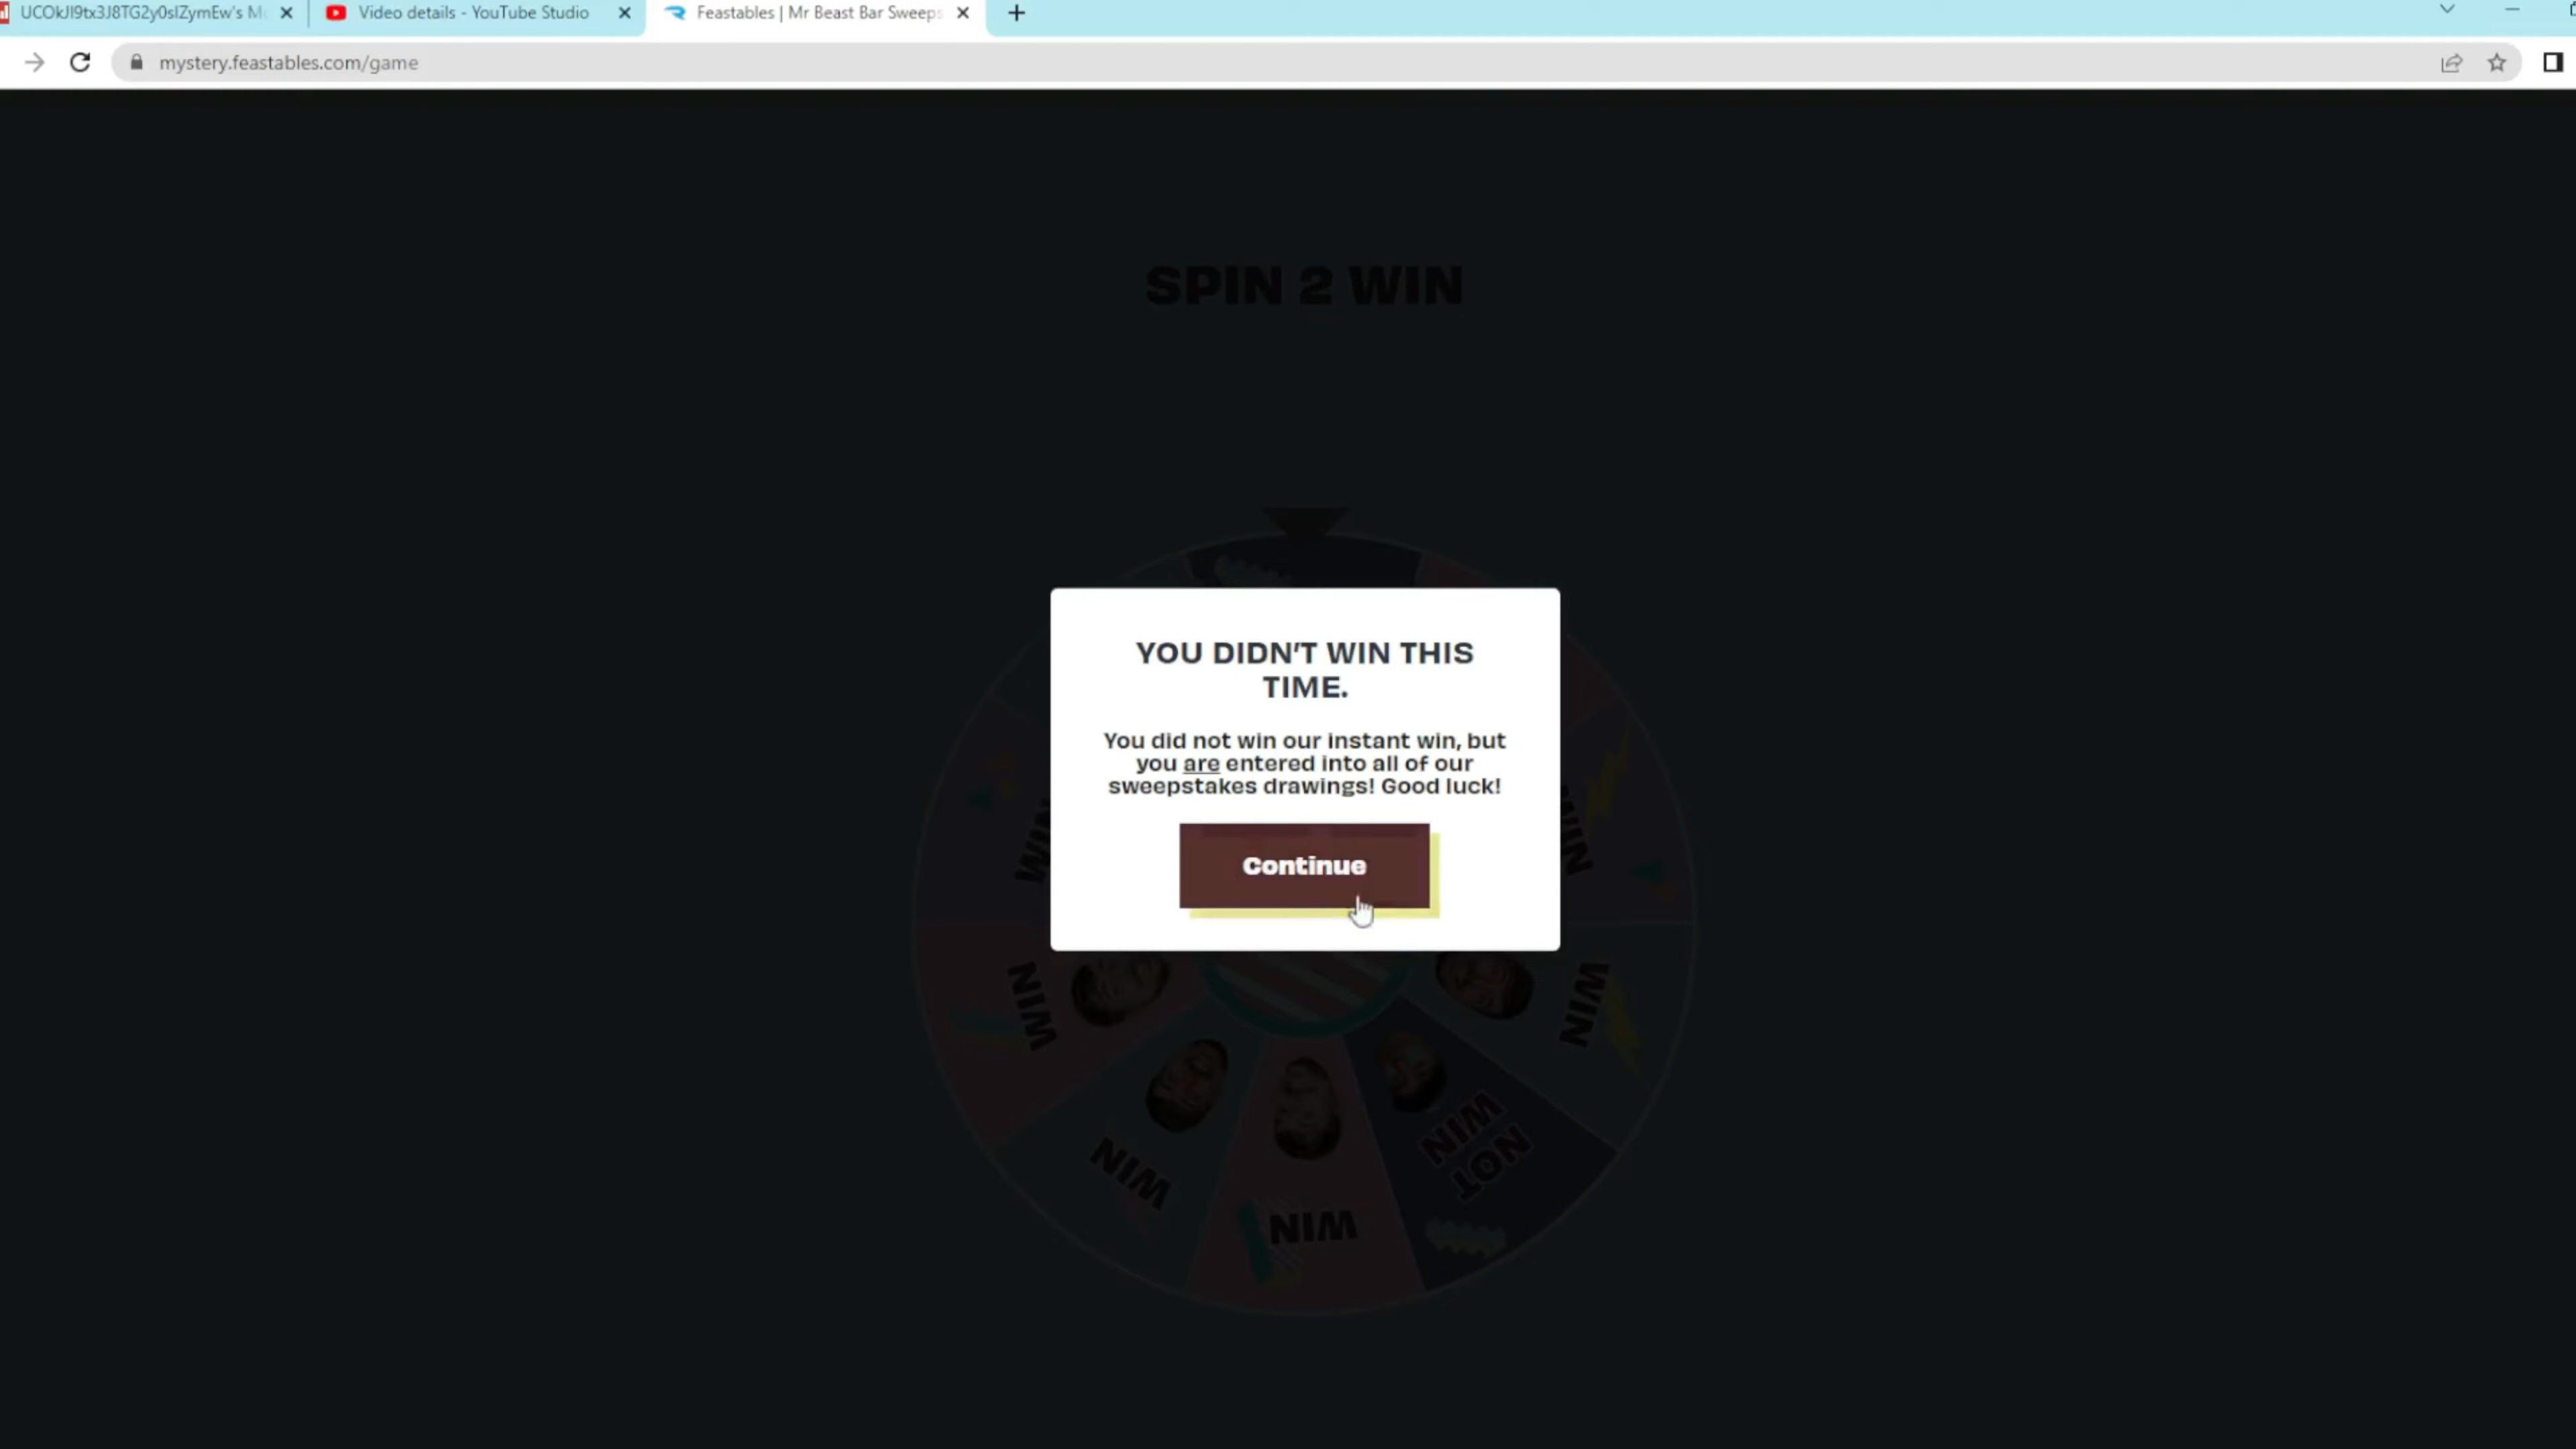 Video details - YouTube Studio
Feastables | Mr Beast Bar Sweeps
mystery.feastables.com/game
SPIN 2 WIN
YOU DIDN'T WIN THIS
TIME.
You did not win our instant win, but
you are entered into all of our
sweepstakes drawings! Good luck!
Continue
WIN
WIN
WIN
WIN
WIN
WIN
NOT
WIN